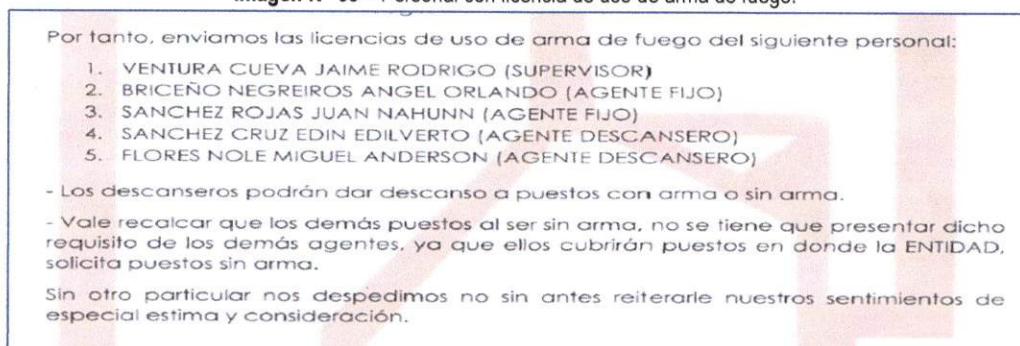 Por tanto, enviamos las licencias de uso de arma de fuego del siguiente personal:
1. VENTURA CUEVA JAIME RODRIGO (SUPERVISOR)
2. BRICEÑO NEGREIROS ANGEL ORLANDO (AGENTE FIJO)
3. SANCHEZ ROJAS JUAN NAHUNN (AGENTE FIJO)
4. SANCHEZ CRUZ EDIN EDILVERTO (AGENTE DESCANSERO)
5. FLORES NOLE MIGUEL ANDERSON (AGENTE DESCANSERO)
- Los descanseros podrán dar descanso a puestos con arma o sin arma.
- Vale recalcar que los demás puestos al ser sin arma, no se tiene que presentar dicho
requisito de los demás agentes, ya que ellos cubrirán puestos en donde la ENTIDAD,
solicita puestos sin arma.
Sin otro particular nos despedimos no sin antes reiterarle nuestros sentimientos de
especial estima y consideración.